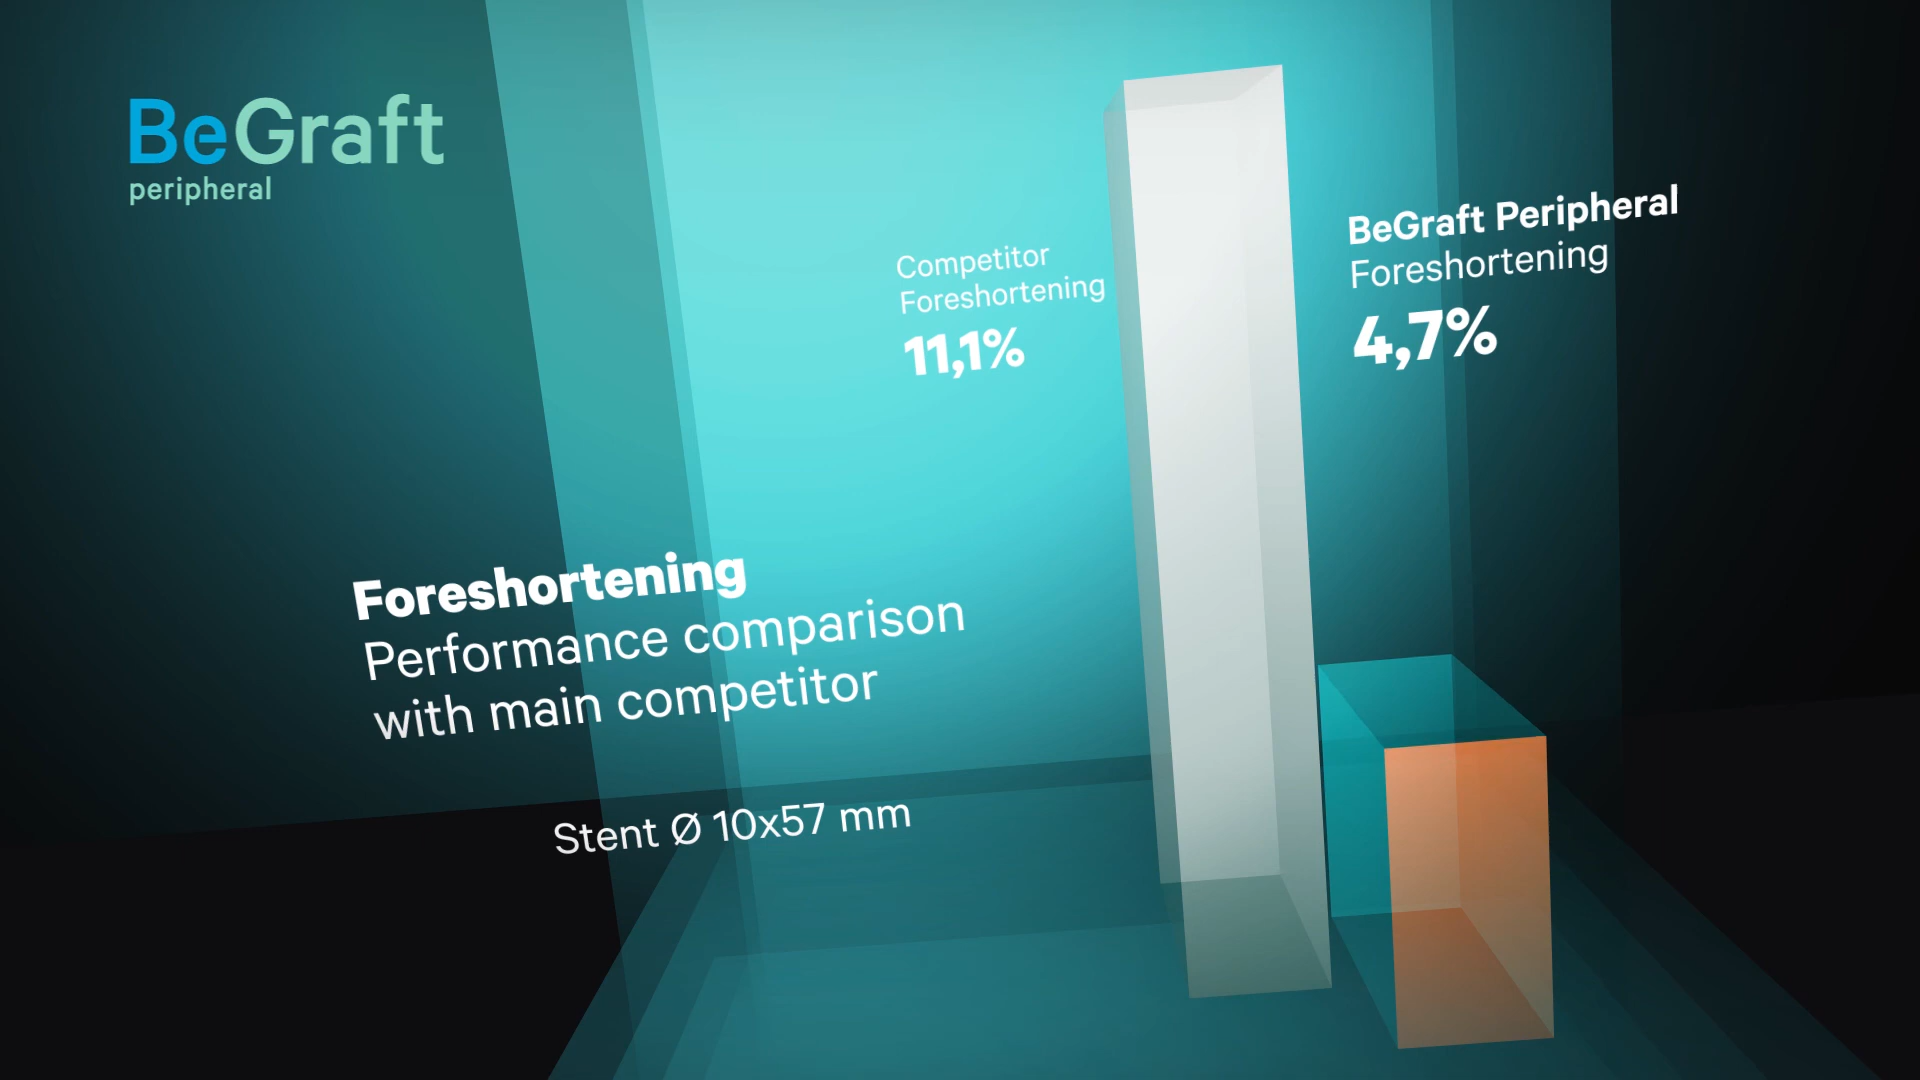 BeGraft
peripheral
Competitor
Foreshortening
11,1%
BeGraft Peripheral
Foreshortening
4,7%
Foreshortening
Performance comparison
with main competitor
Stent Ø 10x57 mm